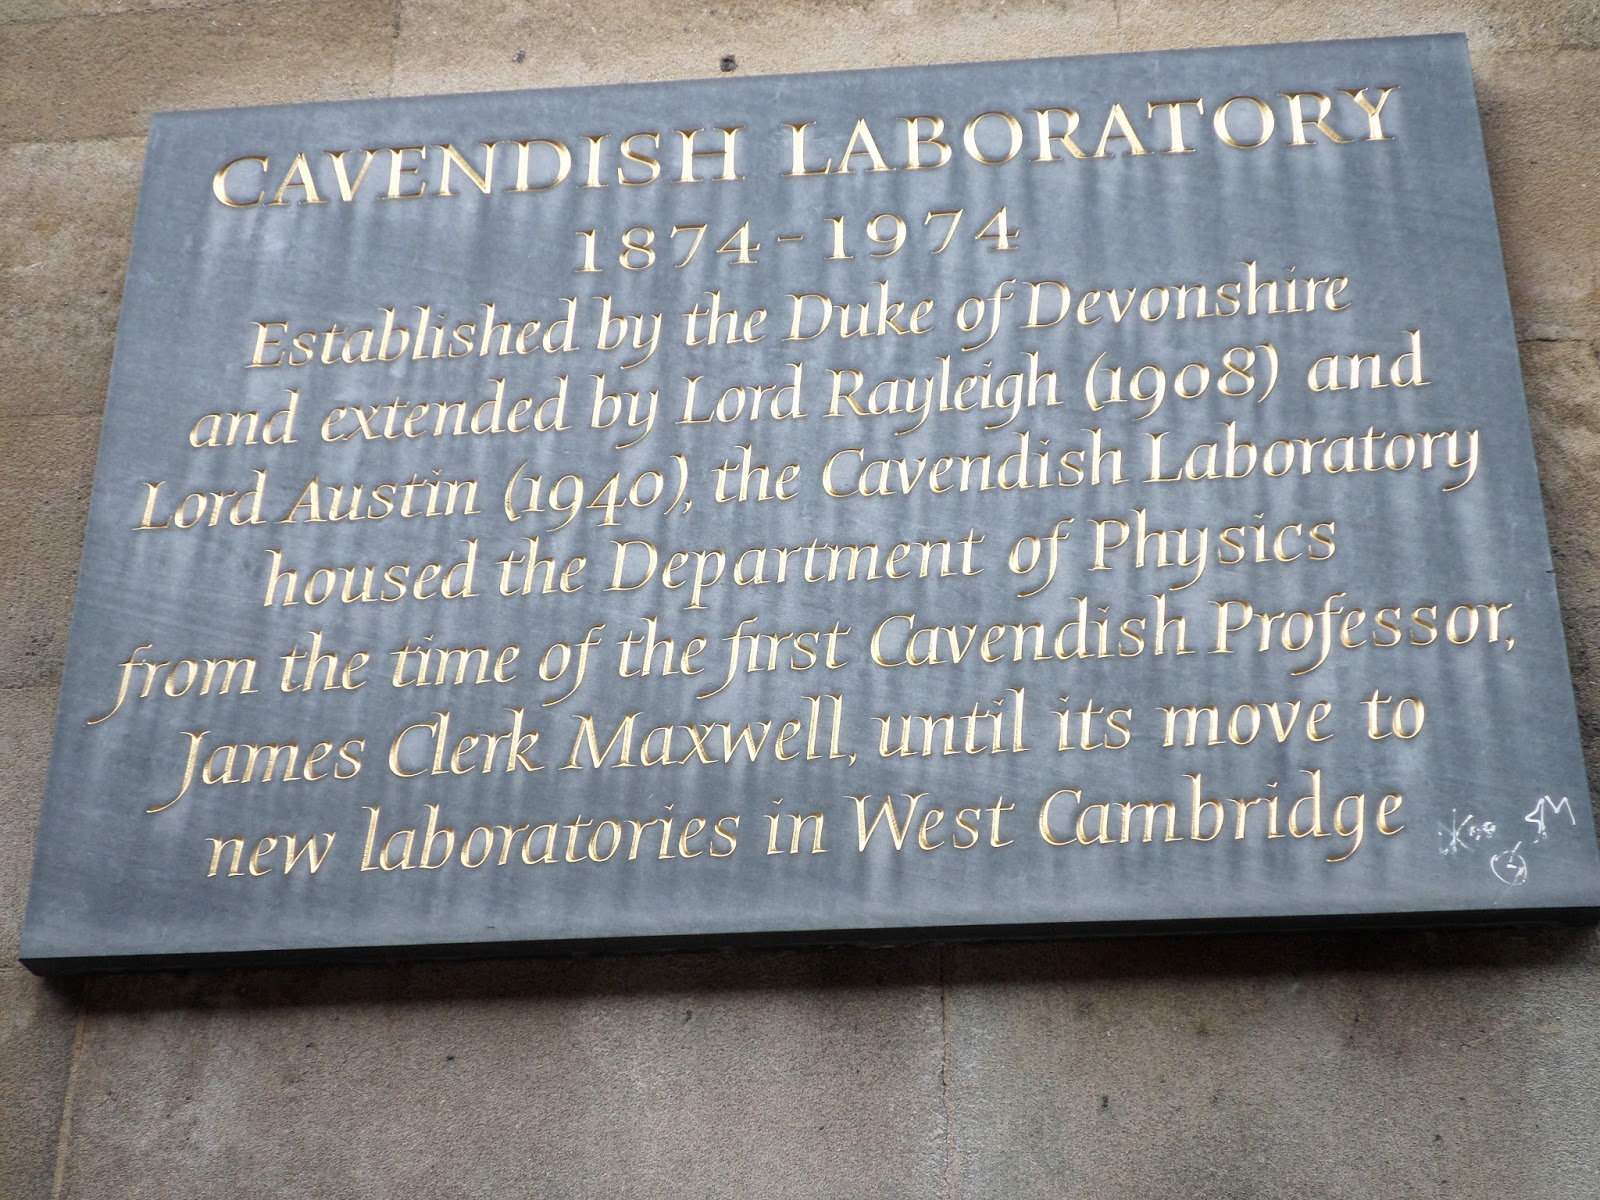 CAVENDISH LABORATORY
1874-1974
Established by the Duke of Devonshire
and extended by Lord Rayleigh (1908) and
Lord Austin (1940), the Cavendish Laboratory
housed the Department of Physics
from the time of the first Cavendish Professor,
James Clerk Maxwell, until its move to
new laboratories in West Cambridge